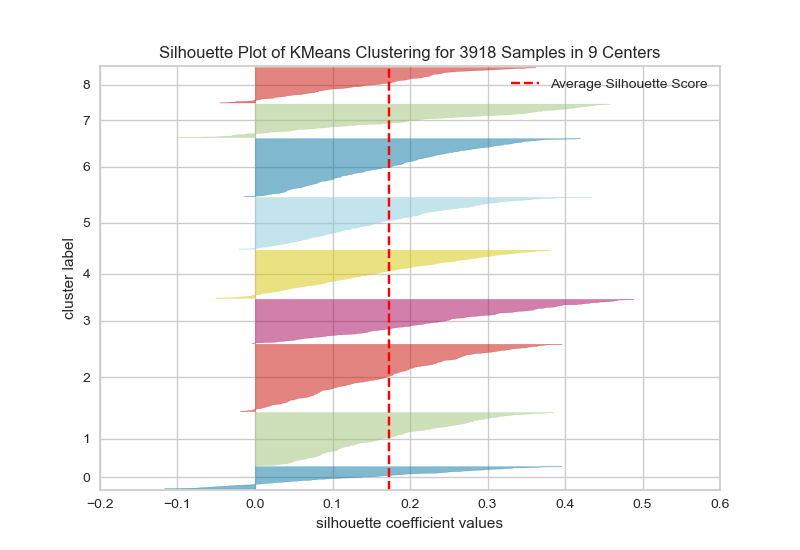 Silhouette Plot of KMeans Clustering for 3918 Samples in 9 Centers
Average Silhouette Score
cluster label
8
7
6
5
4
3
2
1
0
−0.2 −0.1 0.0 0.1 0.2 0.3 0.4 0.5 0.6
silhouette coefficient values